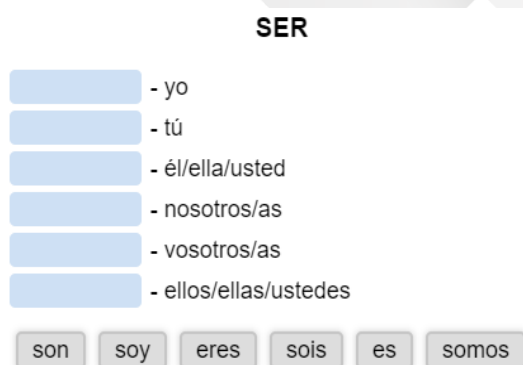 SER
- yo
- tú
- él/ella/usted
- nosotros/as
- vosotros/as
- ellos/ellas/ustedes
son soy eres sois es somos